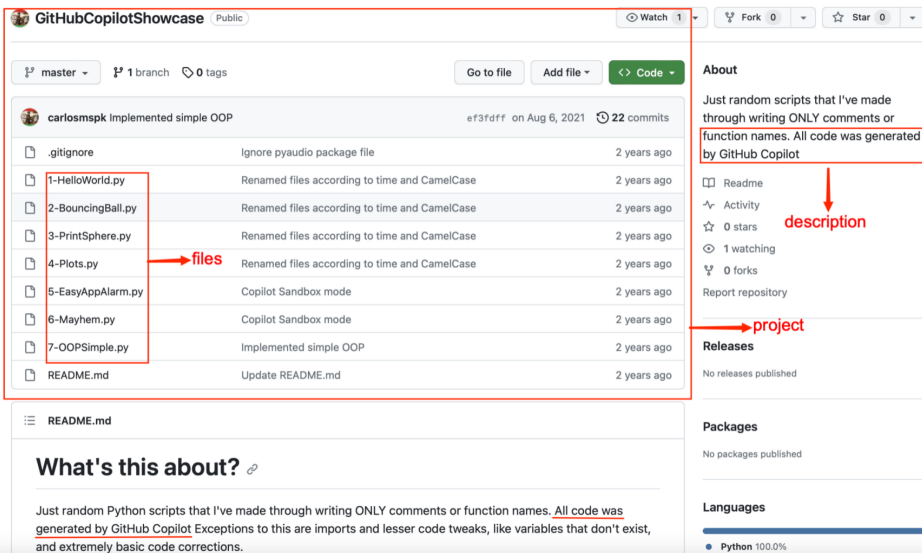 GitHubCopilotShowcase Public
Watch 1 Fork 0 Star 0
master 1 branch 0 tags Go to file Add file Code
carlosmspk Implemented simple OOP ef3fdff on Aug 6, 2021 22 commits
.gitignore Ignore pyaudio package file 2 years ago
1-HelloWorld.py Renamed files according to time and CamelCase 2 years ago
2-BouncingBall.py Renamed files according to time and CamelCase 2 years ago
3-PrintSphere.py Renamed files according to time and CamelCase 2 years ago
4-Plots.py Renamed files according to time and CamelCase 2 years ago
5-EasyAppAlarm.py Copilot Sandbox mode 2 years ago
6-Mayhem.py Copilot Sandbox mode 2 years ago
7-OOPSimple.py Implemented simple OOP 2 years ago
README.md Update README.md 2 years ago
files
project
README.md
What's this about?
Just random Python scripts that I've made through writing ONLY comments or function names. All code was
generated by GitHub Copilot Exceptions to this are imports and lesser code tweaks, like variables that don't exist,
and extremely basic code corrections.
About
Just random scripts that I've made
through writing ONLY comments or
function names. All code was generated
by GitHub Copilot
description
Readme
Activity
0 stars
1 watching
0 forks
Report repository
Releases
No releases published
Packages
No packages published
Languages
Python 100.0%